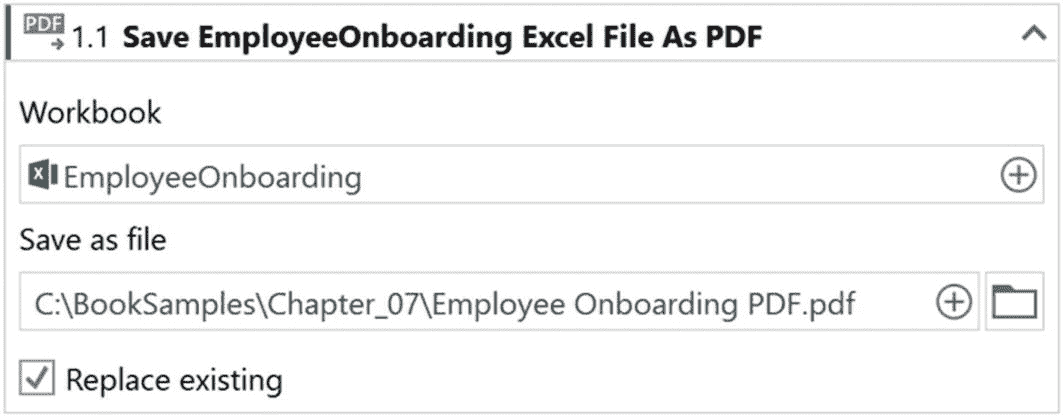 PDF 1.1 Save EmployeeOnboarding Excel File As PDF
Workbook
X EmployeeOnboarding
Save as file
C:\BookSamples\Chapter_07\Employee Onboarding PDF.pdf
Replace existing